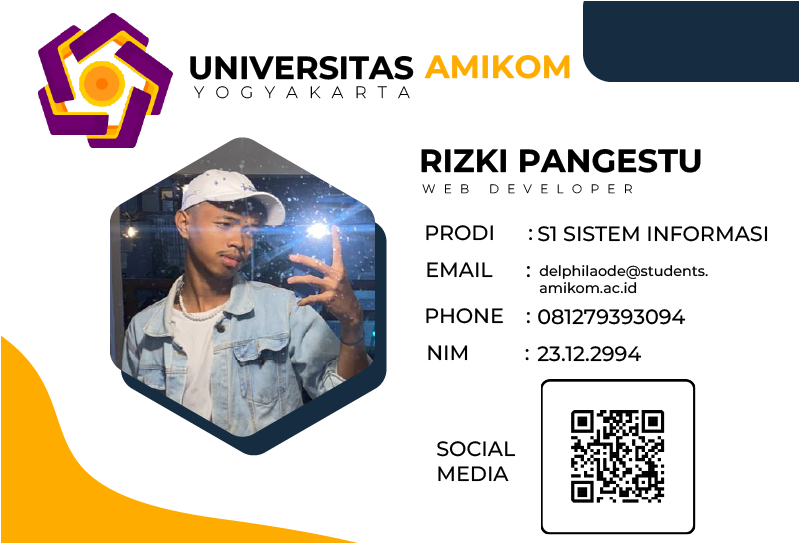 UNIVERSITAS AMIKOM
YOGYAKARTA
RIZKI PANGESTU
WEB DEVELOPER
PRODI : S1 SISTEM INFORMASI
EMAIL : delphilaode@students.
amikom.ac.id
PHONE : 081279393094
NIM : 23.12.2994
SOCIAL
MEDIA